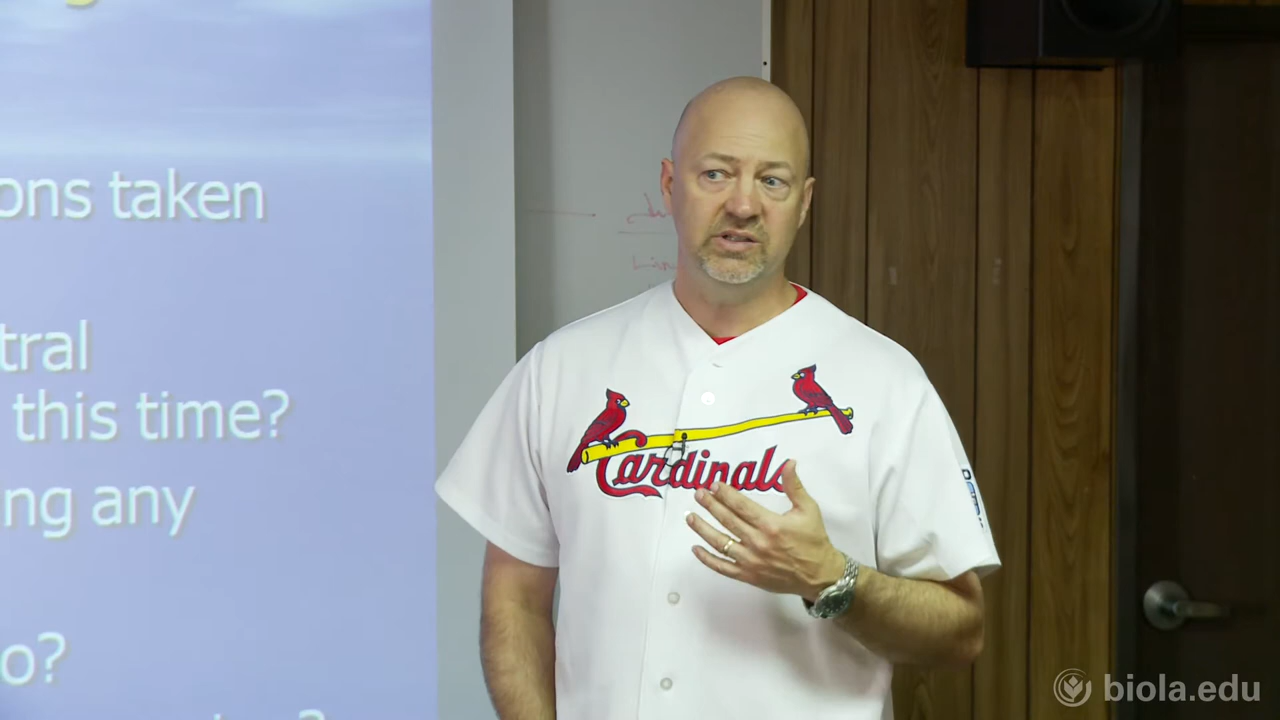 ons taken
tral
this time?
ng any
o?
Cardinals
biola.edu